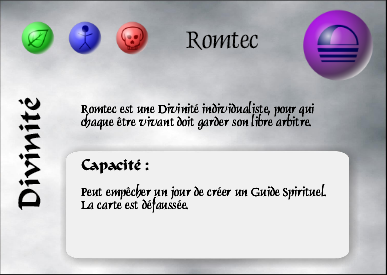 Romtec
Divinité
Romtec est une Divinité individualiste, pour qui
chaque être vivant doit garder son libre arbitre.
Capacité :
Peut empêcher un jour de créer un Guide Spirituel.
La carte est défaussée.